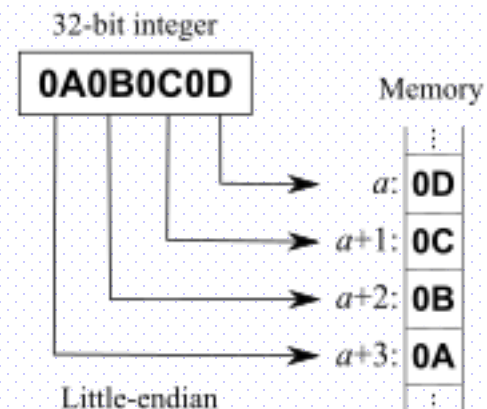 32-bit integer
0A0B0C0D
Memory
⋮
a: 0D
a+1: 0C
a+2: 0B
a+3: 0A
⋮
Little-endian